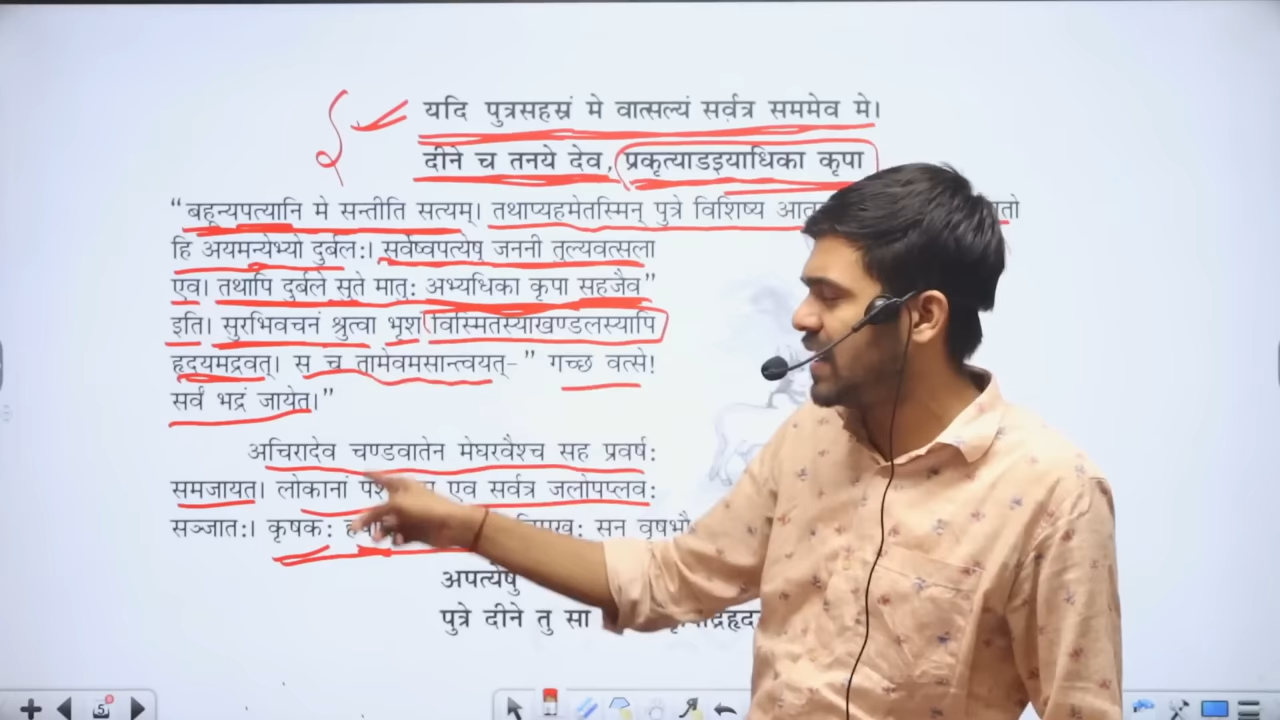 यदि पुत्रसहस्रं मे वात्सल्यं सर्वत्र सममेव मे।
दीने च तनये देव, प्रकृत्याडइयाधिका कृपा
“बहून्यपत्यानि मे सन्तीति सत्यम्। तथाप्यहमेतस्मिन् पुत्रे विशिष्य
हि अयमन्येभ्यो दुर्बल:। सर्वेष्वपत्येषु जननी तुल्यवत्सला
एव। तथापि दुर्बले सुते मातु: अभ्यधिका कृपा सहजैव”
इति। सुरभिवचनं श्रुत्वा भृश विस्मितस्याखण्डलस्यापि
हृदयमद्रवत्। स च तामेवमसान्त्वयत्-” गच्छ वत्से!
सर्वं भद्रं जायेत।”
अचिरादेव चण्डवातेन मेघरवैश्च सह प्रवर्ष:
समजायत। लोकानां एव सर्वत्र जलोपप्लव:
सञ्जात:। कृषक: सन वृषभौ
अपत्येषु
पुत्रे दीने तु सा
5